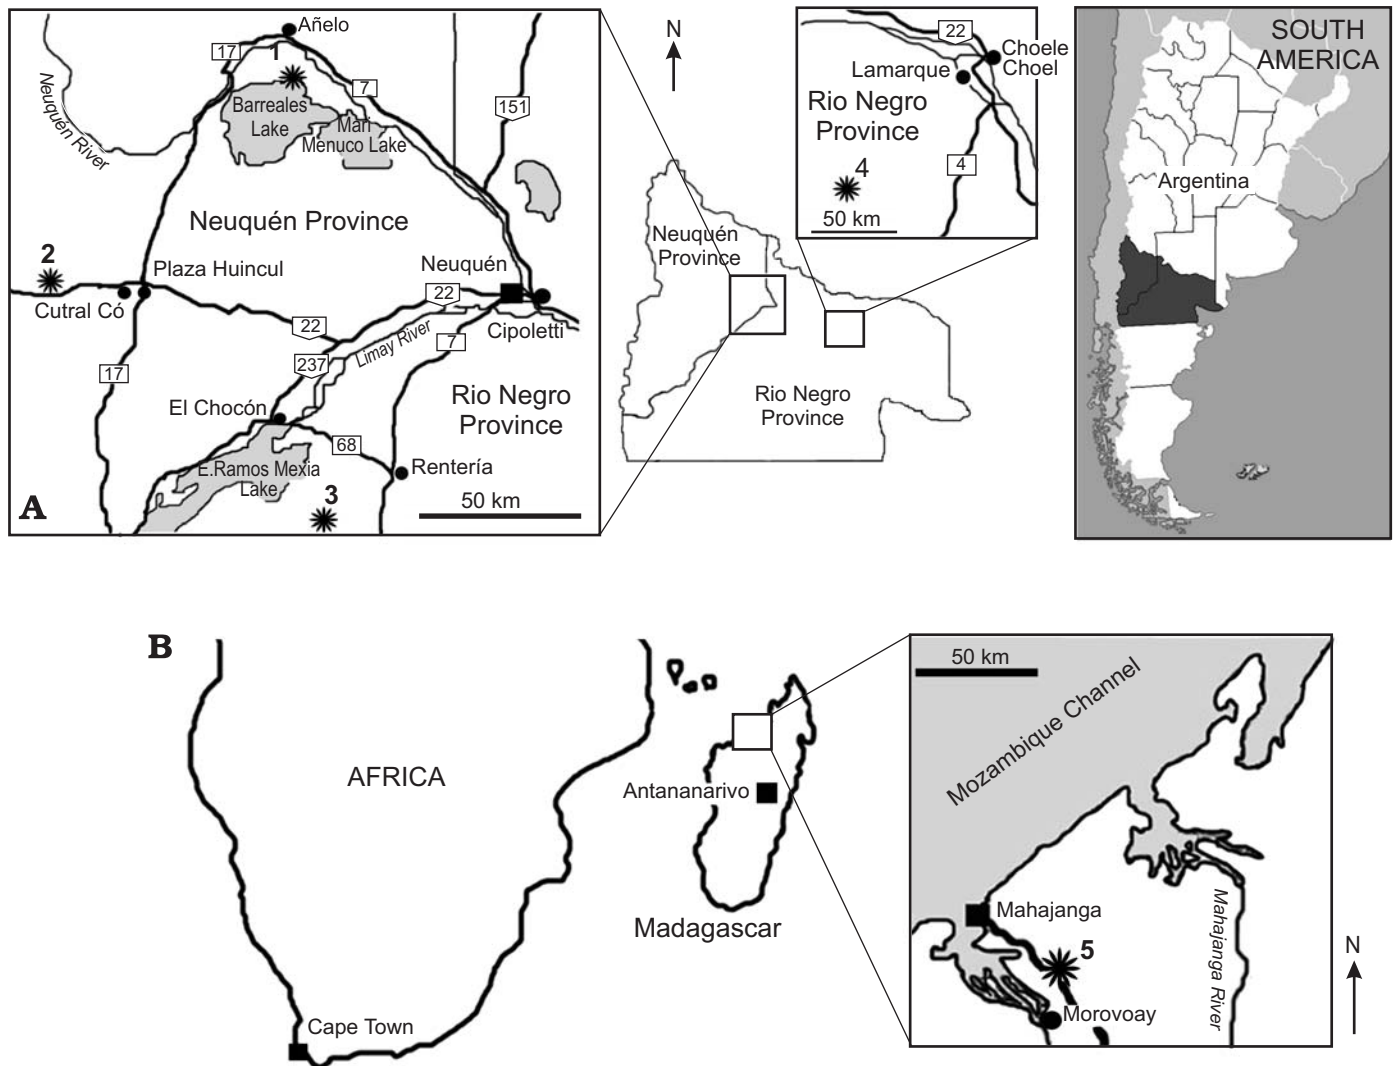 Añelo
17
1
7
Neuquén River
Barreales
Lake
Mari
Menuco Lake
151
Neuquén Province
2
Plaza Huincul
Neuquén
Cutral Có
22
22
Cipoletti
Limay River
7
237
17
El Chocón
Rio Negro
Province
68
E.Ramos Mexia
Lake
Rentería
3
50 km
A
N
Neuquén
Province
Rio Negro
Province
22
Choele
Choel
Lamarque
Rio Negro
Province
4
4
50 km
SOUTH
AMERICA
Argentina
B
AFRICA
Antananarivo
Madagascar
Cape Town
50 km
Mozambique Channel
Mahajanga
5
Mahajanga River
Morovoay
N